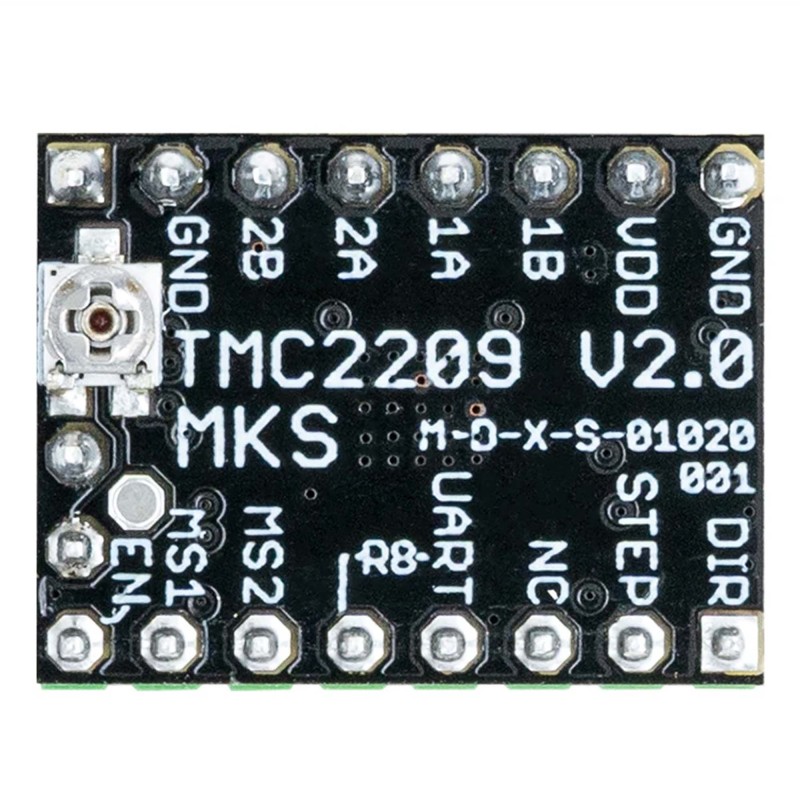 GND
VDD
1B
1A
2A
2B
GND
TMC2209 V2.0
MKS
M-D-X-S-01020
001
DIR
STEP
NC
UART
R8
MS2
MS1
EN